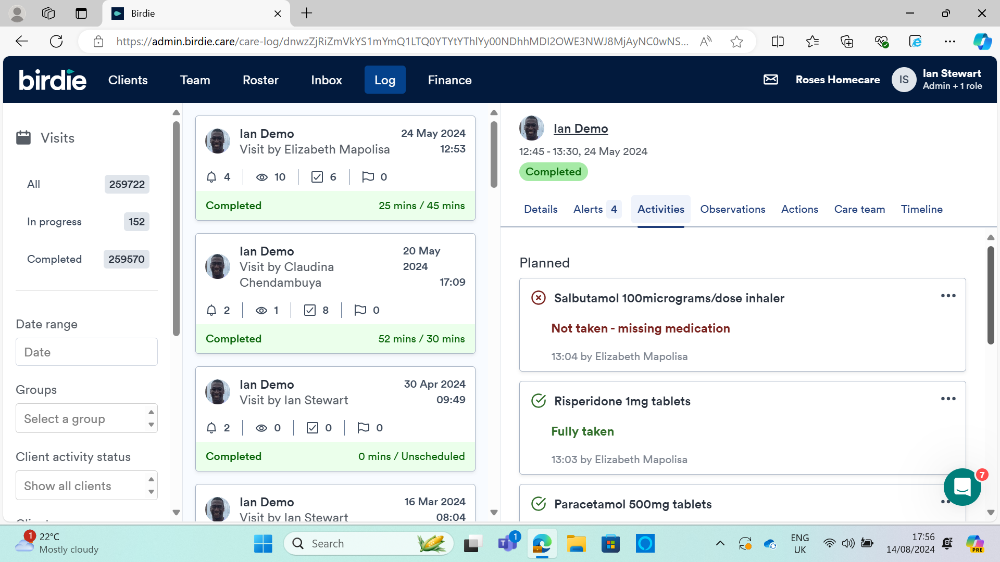 Birdie
https://admin.birdie.care/care-log/dnwzZjRiZmVkYS1mYmQ1LTQ0YTYtYThlYy00NDhhMDI2OWE3NWJ8MjAyNC0wNS...
birdie
Clients
Team
Roster
Inbox
Log
Finance
Roses Homecare
IS
Ian Stewart
Admin + 1 role
Visits
All 259722
In progress 152
Completed 259570
Date range
Date
Groups
Select a group
Client activity status
Show all clients
Ian Demo 24 May 2024
Visit by Elizabeth Mapolisa 12:53
4 10 6 0
Completed 25 mins / 45 mins
Ian Demo 20 May
Visit by Claudina 2024
Chendambuya 17:09
2 1 8 0
Completed 52 mins / 30 mins
Ian Demo 30 Apr 2024
Visit by Ian Stewart 09:49
2 0 0 0
Completed 0 mins / Unscheduled
Ian Demo 16 Mar 2024
Visit by Ian Stewart 08:04
Ian Demo
12:45 - 13:30, 24 May 2024
Completed
Details Alerts 4 Activities Observations Actions Care team Timeline
Planned
Salbutamol 100micrograms/dose inhaler
Not taken - missing medication
13:04 by Elizabeth Mapolisa
Risperidone 1mg tablets
Fully taken
13:03 by Elizabeth Mapolisa
Paracetamol 500mg tablets
7
1
22°C
Mostly cloudy
Search
1
ENG
UK
17:56
14/08/2024
PRE